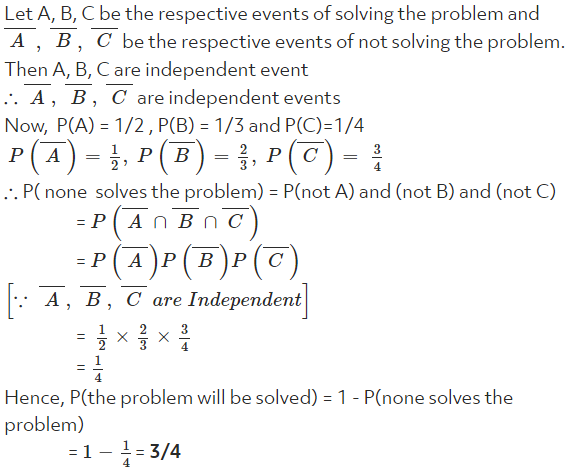 Let A, B, C be the respective events of solving the problem and
A̅ , B̅ , C̅ be the respective events of not solving the problem.
Then A, B, C are independent event
∴ A̅ , B̅ , C̅ are independent events
Now, P(A) = 1/2 , P(B) = 1/3 and P(C)=1/4
P(A̅) = 1/2, P(B̅) = 2/3, P(C̅) = 3/4
∴ P( none solves the problem) = P(not A) and (not B) and (not C)
= P(A̅ ∩ B̅ ∩ C̅)
= P(A̅)P(B̅)P(C̅)
[∵ A̅ , B̅ , C̅ are Independent]
= 1/2 × 2/3 × 3/4
= 1/4
Hence, P(the problem will be solved) = 1 - P(none solves the
problem)
= 1 − 1/4 = 3/4